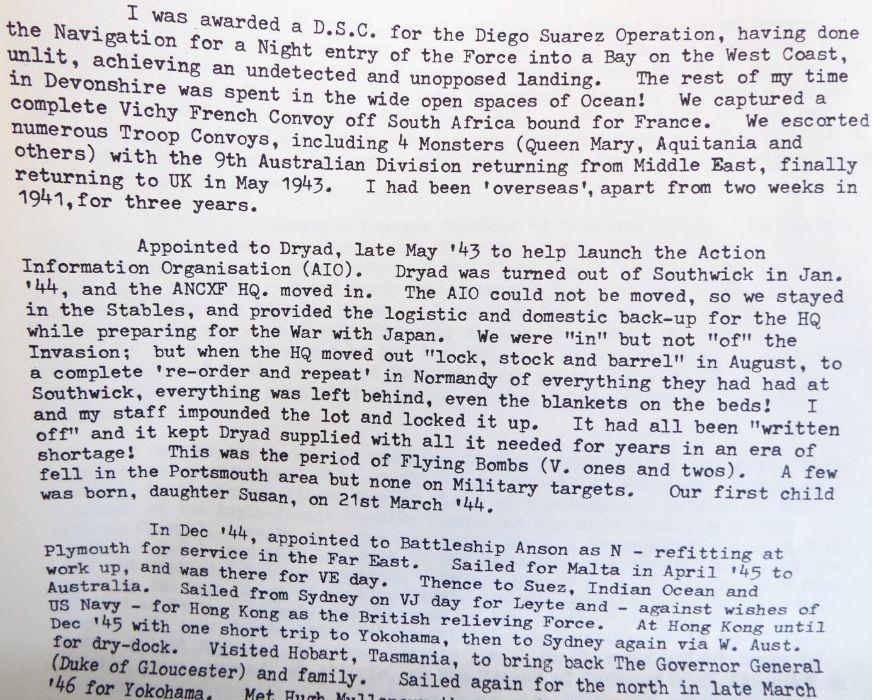 I was awarded a D.S.C. for the Diego Suarez Operation, having done
the Navigation for a Night entry of the Force into a Bay on the West Coast,
unlit, achieving an undetected and unopposed landing. The rest of my time
in Devonshire was spent in the wide open spaces of Ocean! We captured a
complete Vichy French Convoy off South Africa bound for France. We escorted
numerous Troop Convoys, including 4 Monsters (Queen Mary, Aquitania and
others) with the 9th Australian Division returning from Middle East, finally
returning to UK in May 1943. I had been 'overseas', apart from two weeks in
1941, for three years.
Appointed to Dryad, late May '43 to help launch the Action
Information Organisation (AIO). Dryad was turned out of Southwick in Jan.
'44, and the ANCXF HQ. moved in. The AIO could not be moved, so we stayed
in the Stables, and provided the logistic and domestic back-up for the HQ
while preparing for the War with Japan. We were "in" but not "of" the
Invasion; but when the HQ moved out "lock, stock and barrel" in August, to
a complete 're-order and repeat' in Normandy of everything they had had at
Southwick, everything was left behind, even the blankets on the beds! I
and my staff impounded the lot and locked it up. It had all been "written
off" and it kept Dryad supplied with all it needed for years in an era of
shortage! This was the period of Flying Bombs (V. ones and twos). A few
fell in the Portsmouth area but none on Military targets. Our first child
was born, daughter Susan, on 21st March '44.
In Dec '44, appointed to Battleship Anson as N - refitting at
Plymouth for service in the Far East. Sailed for Malta in April '45 to
work up, and was there for VE day. Thence to Suez, Indian Ocean and
Australia. Sailed from Sydney on VJ day for Leyte and - against wishes of
US Navy - for Hong Kong as the British relieving Force. At Hong Kong until
Dec '45 with one short trip to Yokohama, then to Sydney again via W. Aust.
for dry-dock. Visited Hobart, Tasmania, to bring back The Governor General
(Duke of Gloucester) and family. Sailed again for the north in late March
'46 for Yokohama. Met Hugh